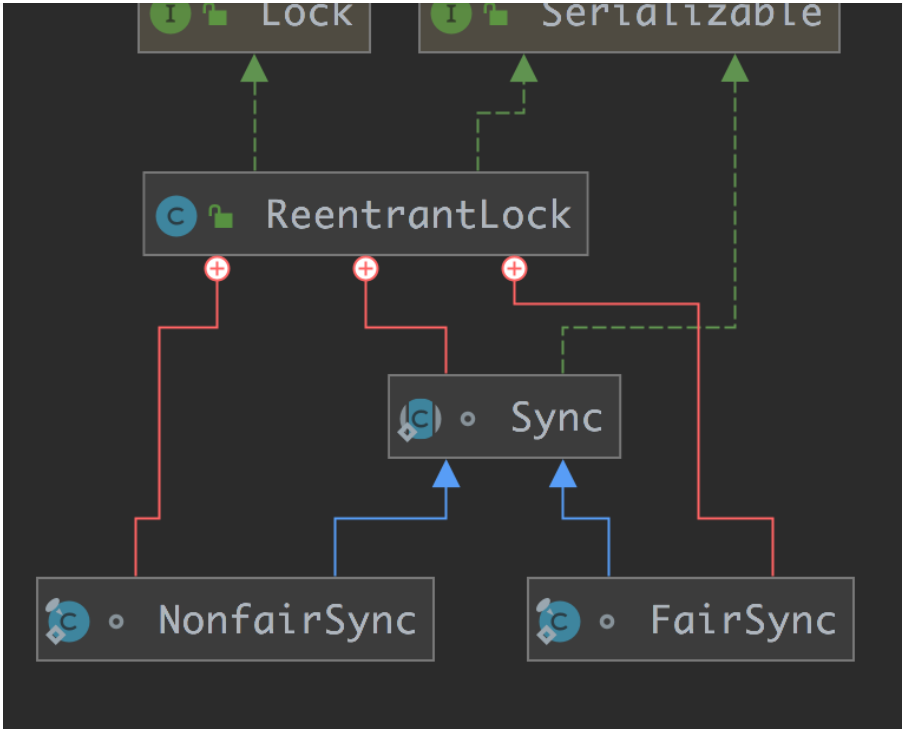 I Lock
I Serializable
C ReentrantLock
C Sync
C NonfairSync
C FairSync